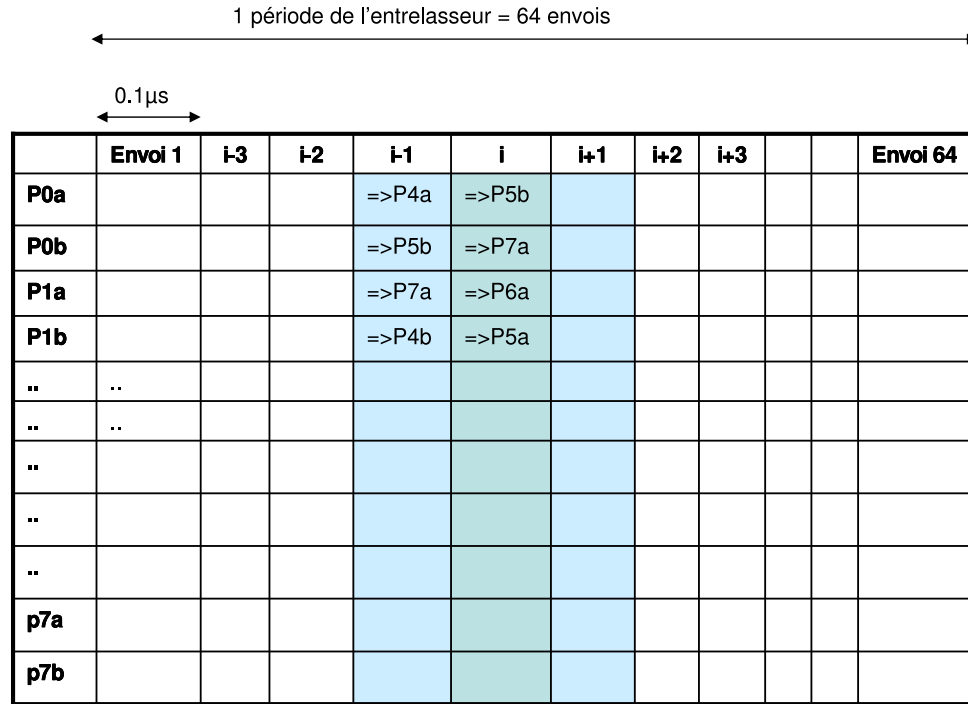 1 période de l'entrelasseur = 64 envois
0.1µs
Envoi 1 i-3 i-2 i-1 i i+1 i+2 i+3 Envoi 64
P0a =>P4a =>P5b
P0b =>P5b =>P7a
P1a =>P7a =>P6a
P1b =>P4b =>P5a
.. ..
.. ..
..
..
..
p7a
p7b